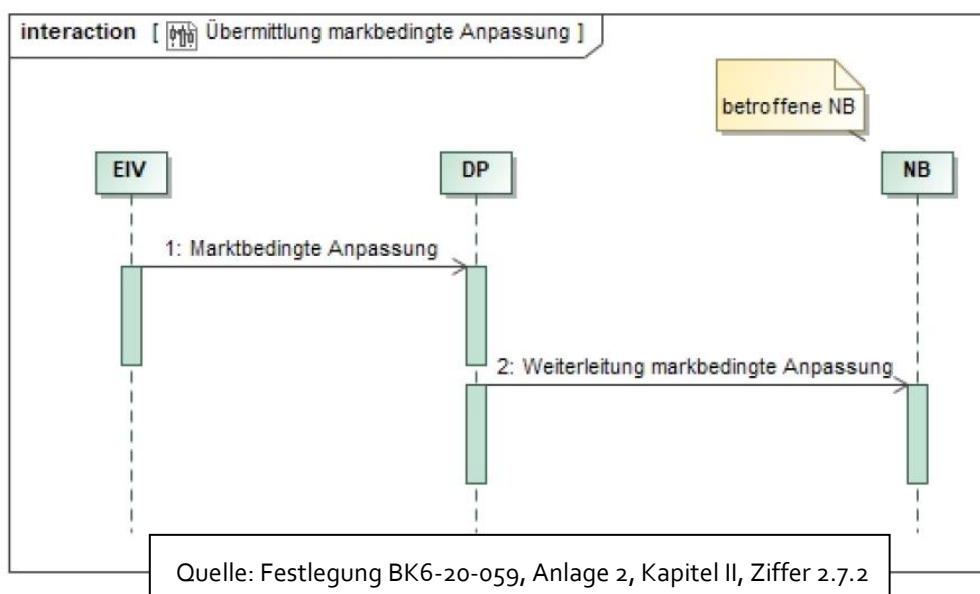 interaction [ Übermittlung markbedingte Anpassung ]
betroffene NB
EIV
DP
NB
1: Marktbedingte Anpassung
2: Weiterleitung markbedingte Anpassung
Quelle: Festlegung BK6-20-059, Anlage 2, Kapitel II, Ziffer 2.7.2